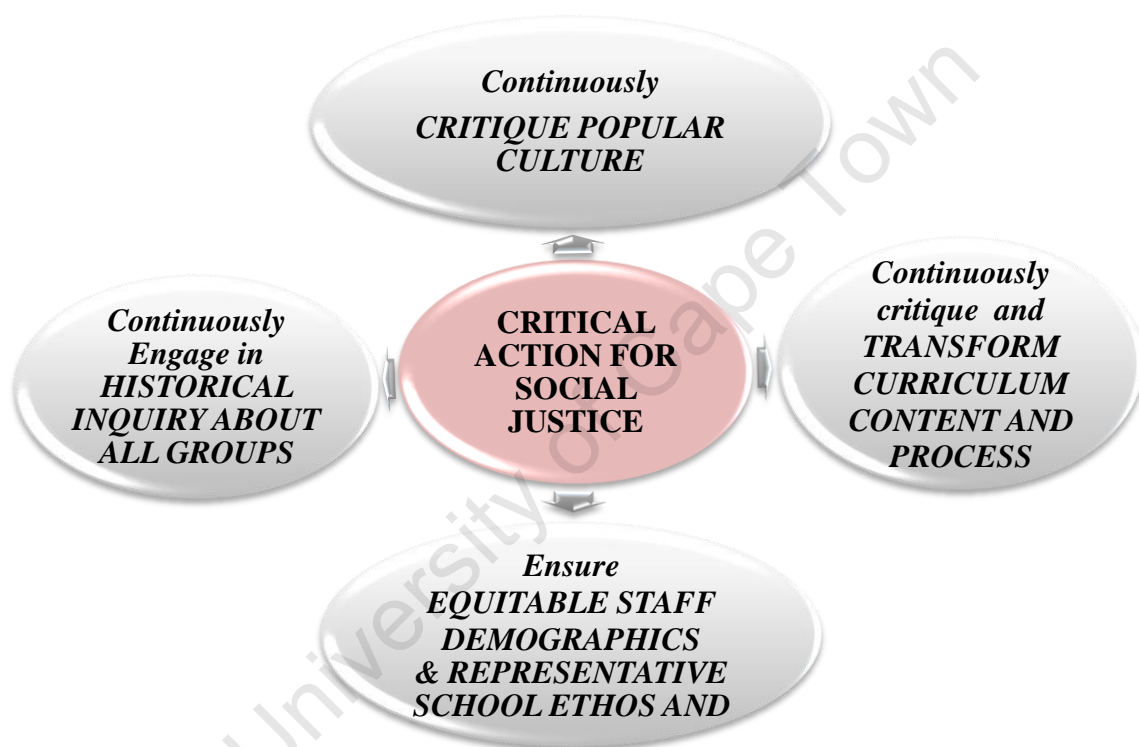 Continuously
CRITIQUE POPULAR
CULTURE
Continuously
Engage in
HISTORICAL
INQUIRY ABOUT
ALL GROUPS
CRITICAL
ACTION FOR
SOCIAL
JUSTICE
Continuously
critique and
TRANSFORM
CURRICULUM
CONTENT AND
PROCESS
Ensure
EQUITABLE STAFF
DEMOGRAPHICS
& REPRESENTATIVE
SCHOOL ETHOS AND
University of Cape Town